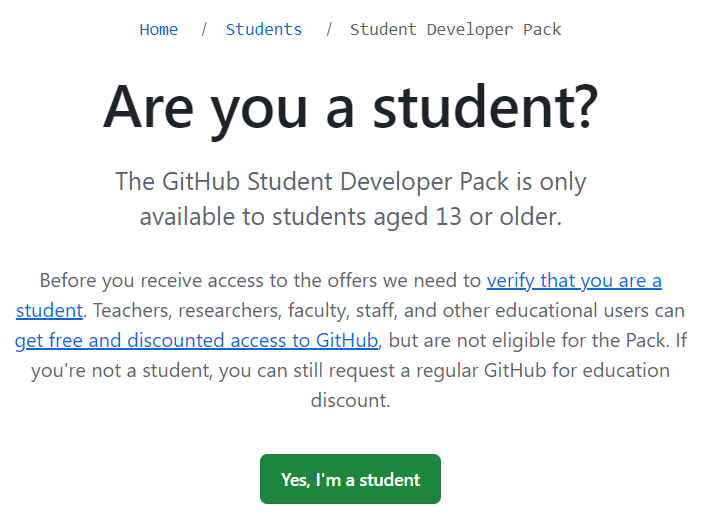 Home / Students / Student Developer Pack
Are you a student?
The GitHub Student Developer Pack is only
available to students aged 13 or older.
Before you receive access to the offers we need to verify that you are a
student. Teachers, researchers, faculty, staff, and other educational users can
get free and discounted access to GitHub, but are not eligible for the Pack. If
you're not a student, you can still request a regular GitHub for education
discount.
Yes, I'm a student